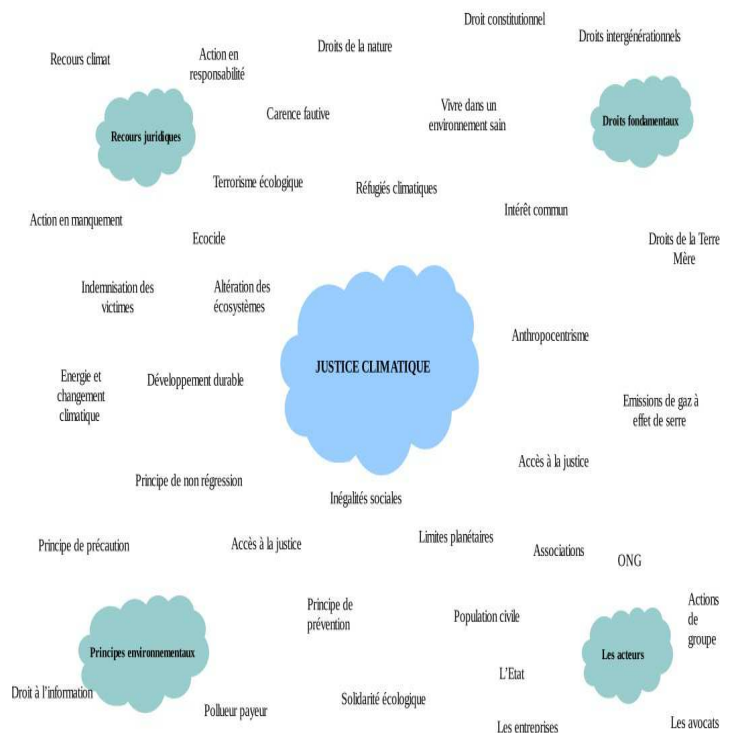 Droit constitutionnel
Droits intergénérationnels
Droits de la nature
Recours climat
Action en
responsabilité
Carence fautive
Vivre dans un
environnement sain
Droits fondamentaux
Recours juridiques
Terrorisme écologique
Réfugiés climatiques
Intérêt commun
Action en manquement
Ecocide
Droits de la Terre
Mère
Indemnisation des
victimes
Altération des
écosystèmes
Anthropocentrisme
JUSTICE CLIMATIQUE
Energie et
changement
climatique
Développement durable
Emissions de gaz à
effet de serre
Accès à la justice
Principe de non régression
Inégalités sociales
Limites planétaires
Principe de précaution
Accès à la justice
Associations
ONG
Actions
de
groupe
Principe de
prévention
Population civile
Principes environnementaux
Les acteurs
L’Etat
Droit à l’information
Solidarité écologique
Pollueur payeur
Les entreprises
Les avocats